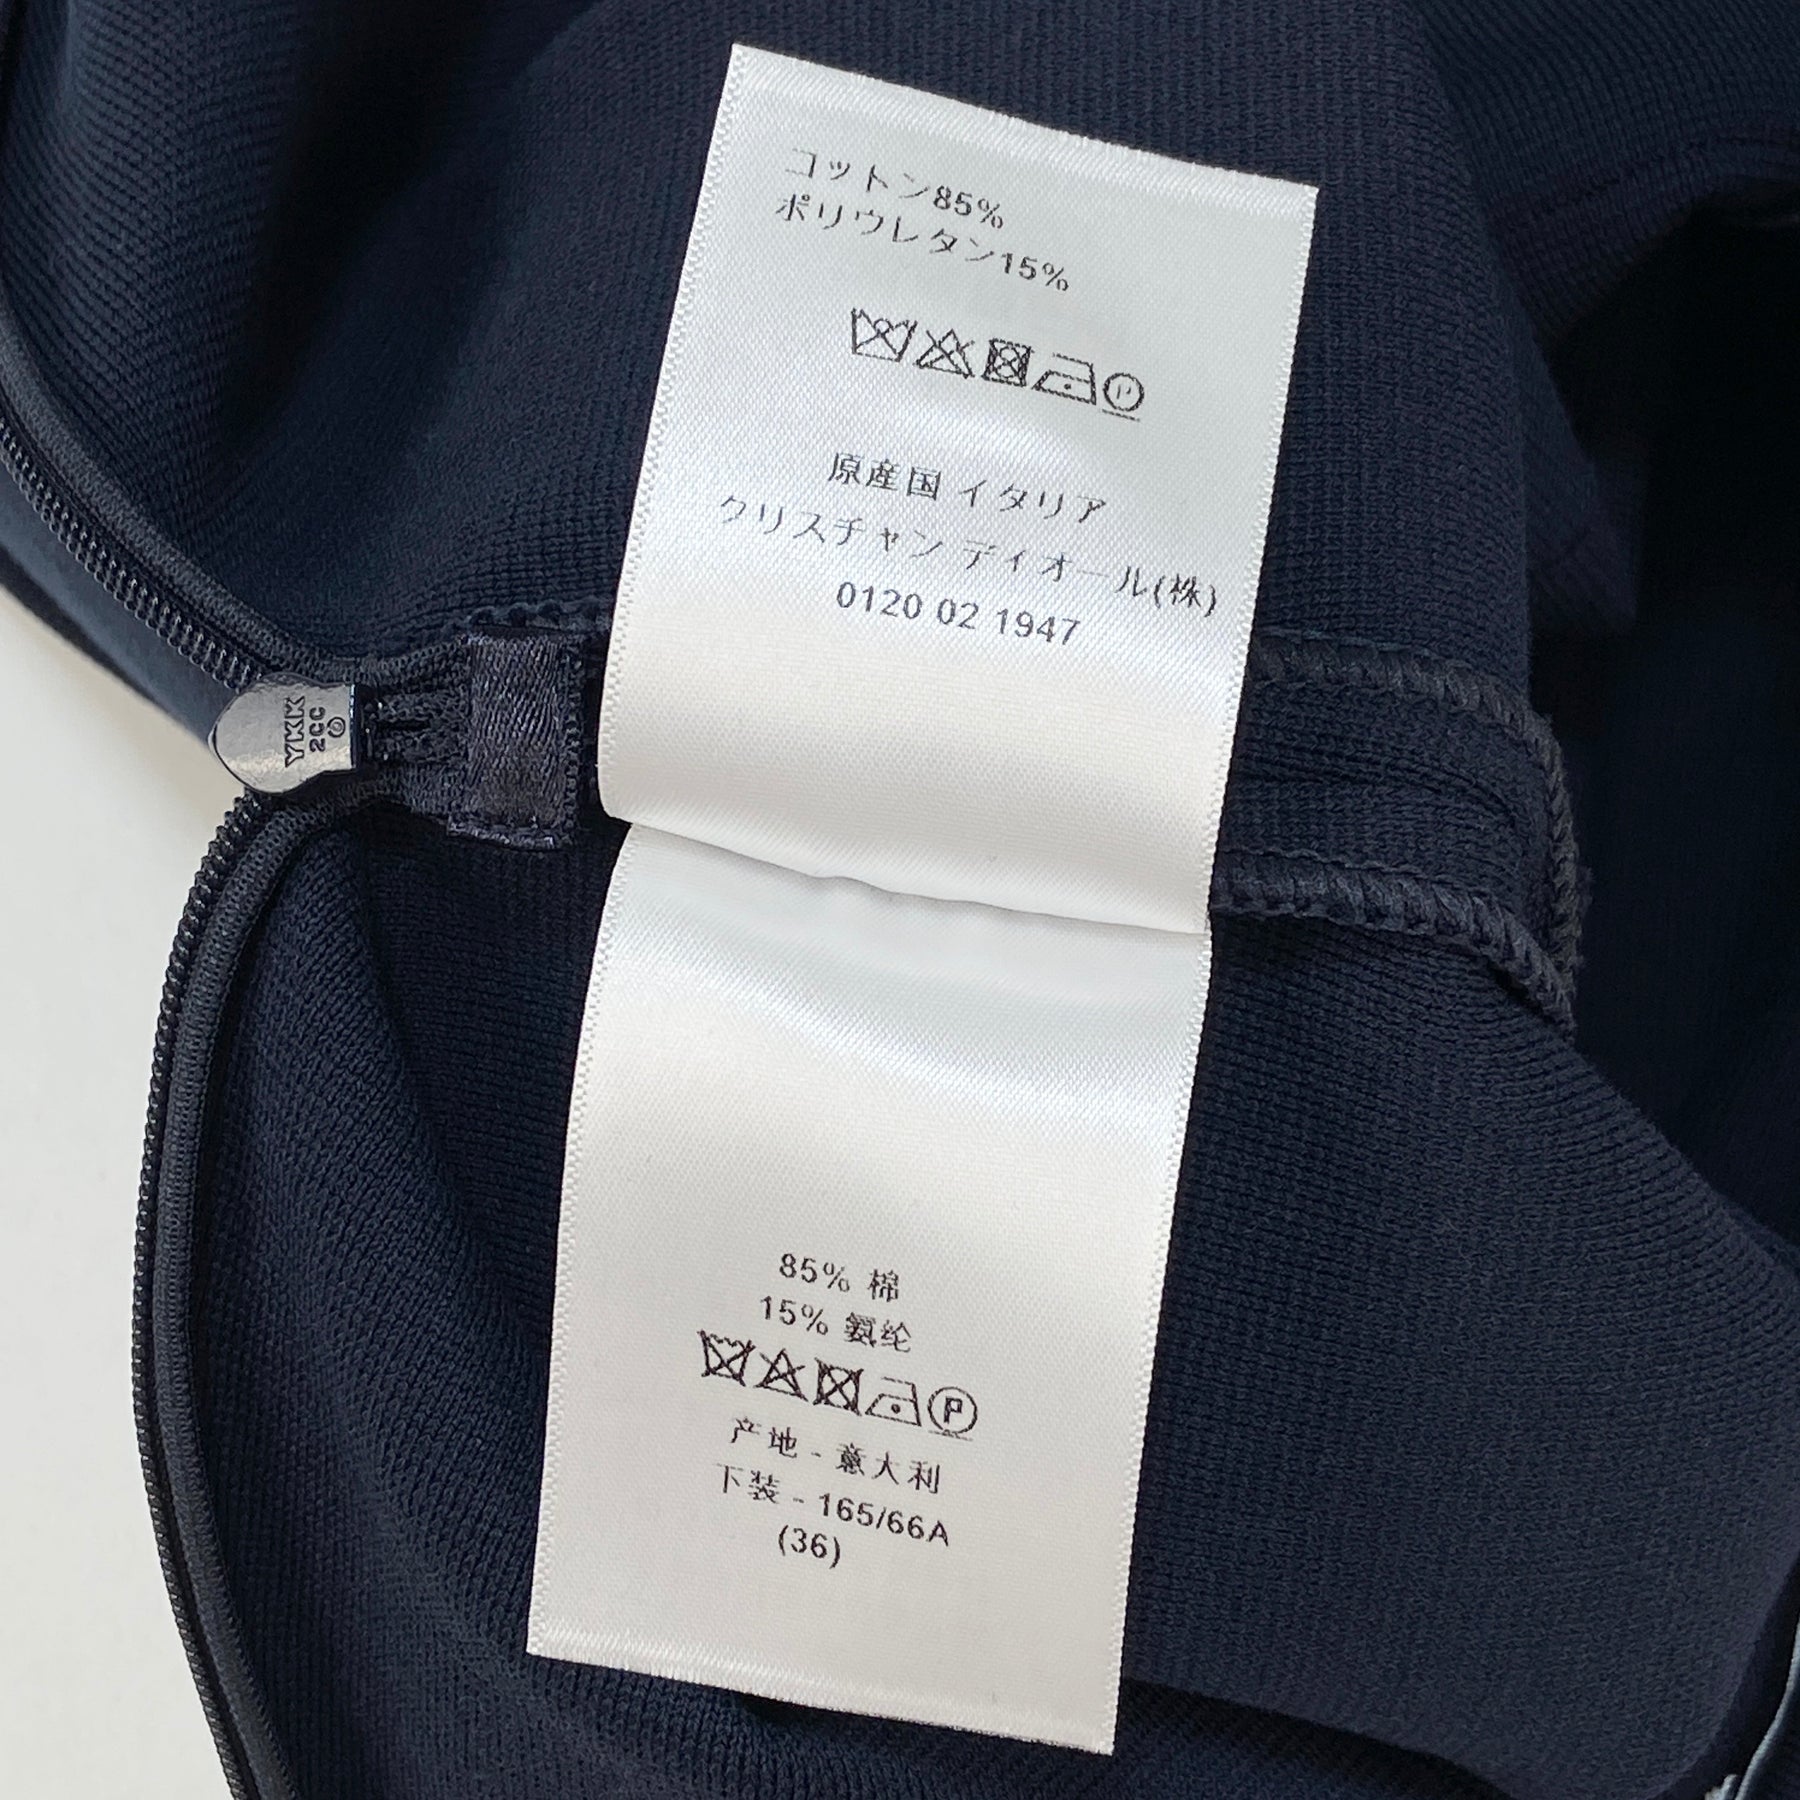 コットン85%
ポリウレタン15%
P
原産国 イタリア
クリスチャン ディオール(株)
0120 02 1947
YKK
2CC
85% 棉
15% 氨纶
P
产地 - 意大利
下装 - 165/66A
(36)